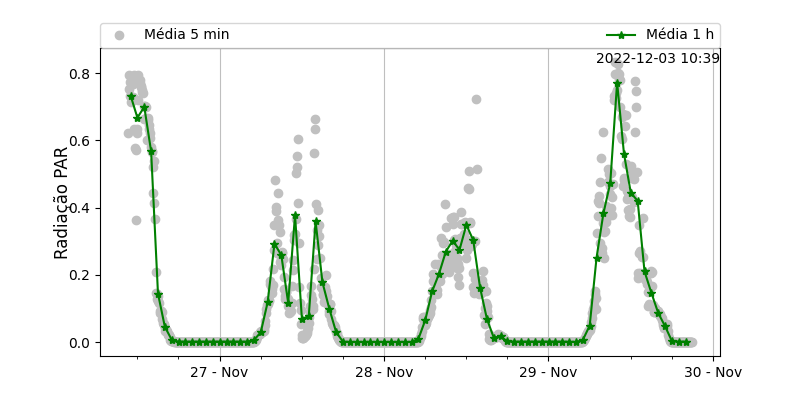 Média 5 min
Média 1 h
2022-12-03 10:39
Radiação PAR
0.8
0.6
0.4
0.2
0.0
27 - Nov
28 - Nov
29 - Nov
30 - Nov